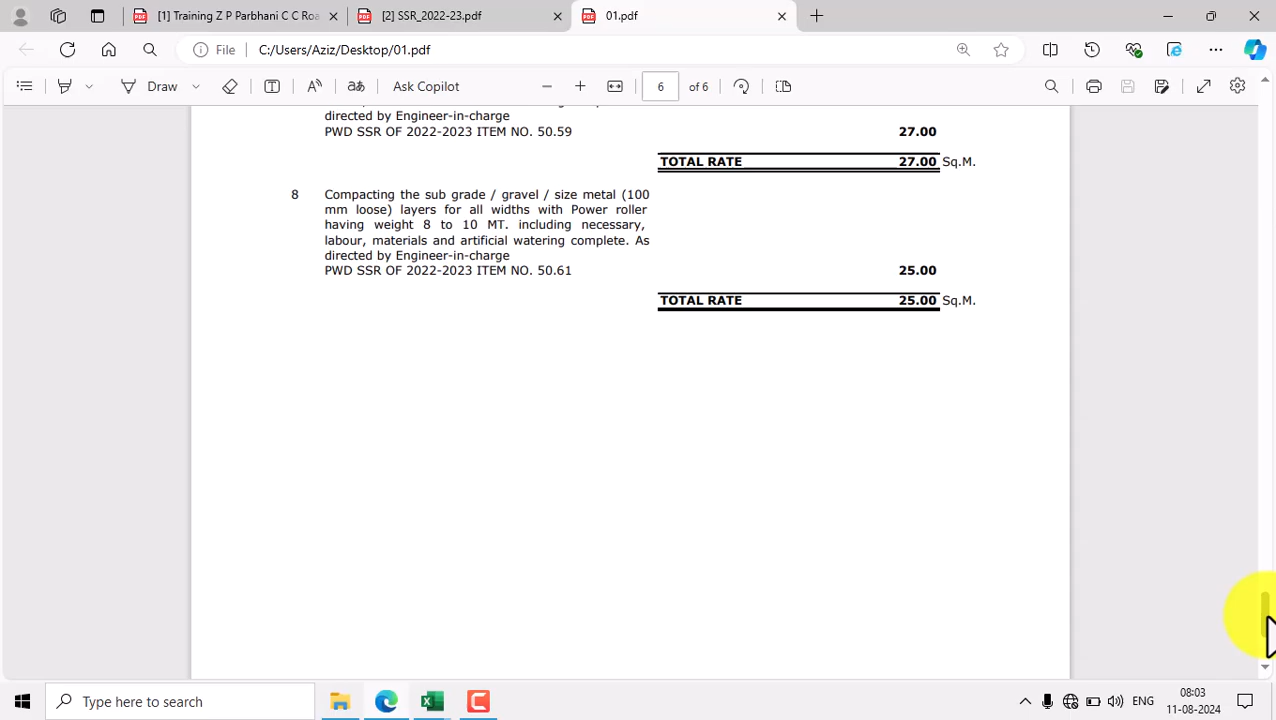 [1] Training Z P Parbhani C C Roa
[2] SSR_2022-23.pdf
01.pdf
File
C:/Users/Aziz/Desktop/01.pdf
Draw
aあ
Ask Copilot
6
of 6
directed by Engineer-in-charge
PWD SSR OF 2022-2023 ITEM NO. 50.59 27.00
TOTAL RATE 27.00 Sq.M.
8 Compacting the sub grade / gravel / size metal (100
mm loose) layers for all widths with Power roller
having weight 8 to 10 MT. including necessary,
labour, materials and artificial watering complete. As
directed by Engineer-in-charge
PWD SSR OF 2022-2023 ITEM NO. 50.61 25.00
TOTAL RATE 25.00 Sq.M.
Type here to search
ENG
08:03
11-08-2024